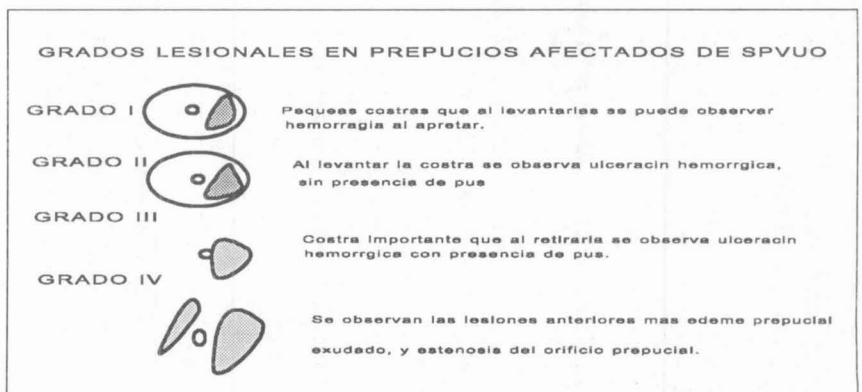 GRADOS LESIONALES EN PREPUCIOS AFECTADOS DE SPVUO
GRADO I
Pequeas costras que al levantarlas se puede observar
hemorragia al apretar.
GRADO II
Al levantar la costra se observa ulceracin hemorrgica,
sin presencia de pus
GRADO III
Costra importante que al retirarla se observa ulceracin
hemorrgica con presencia de pus.
GRADO IV
Se observan las lesiones anteriores mas edeme prepucial
exudado, y estenosis del orificio prepucial.